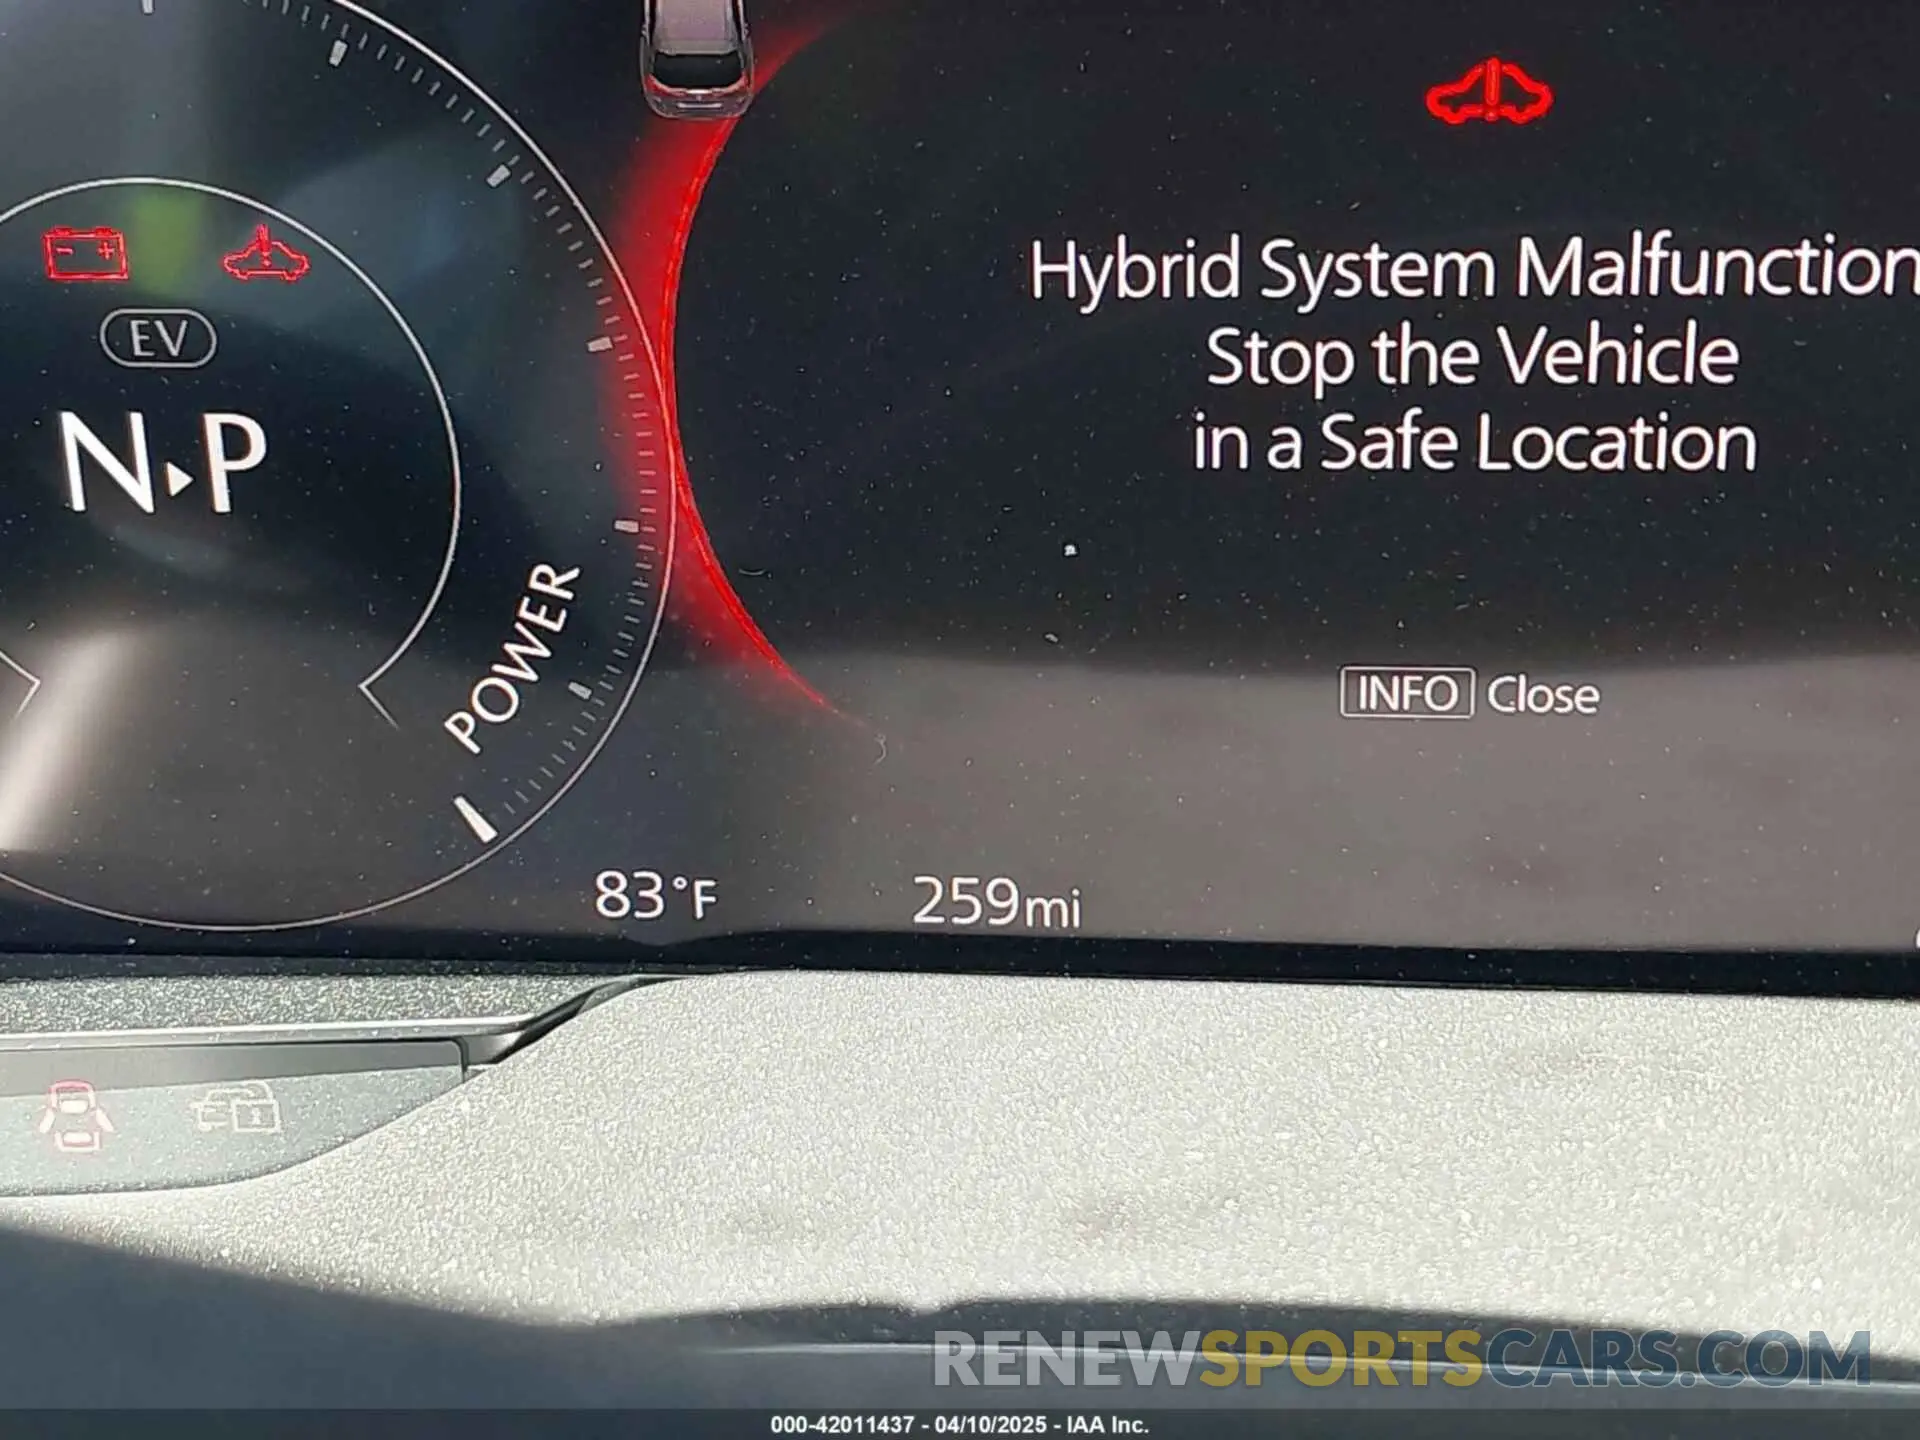 EV
N▸P
POWER
Hybrid System Malfunction
Stop the Vehicle
in a Safe Location
INFO Close
83°F
259mi
RENEWSPORTSCARS.COM
000-42011437 - 04/10/2025 - IAA Inc.